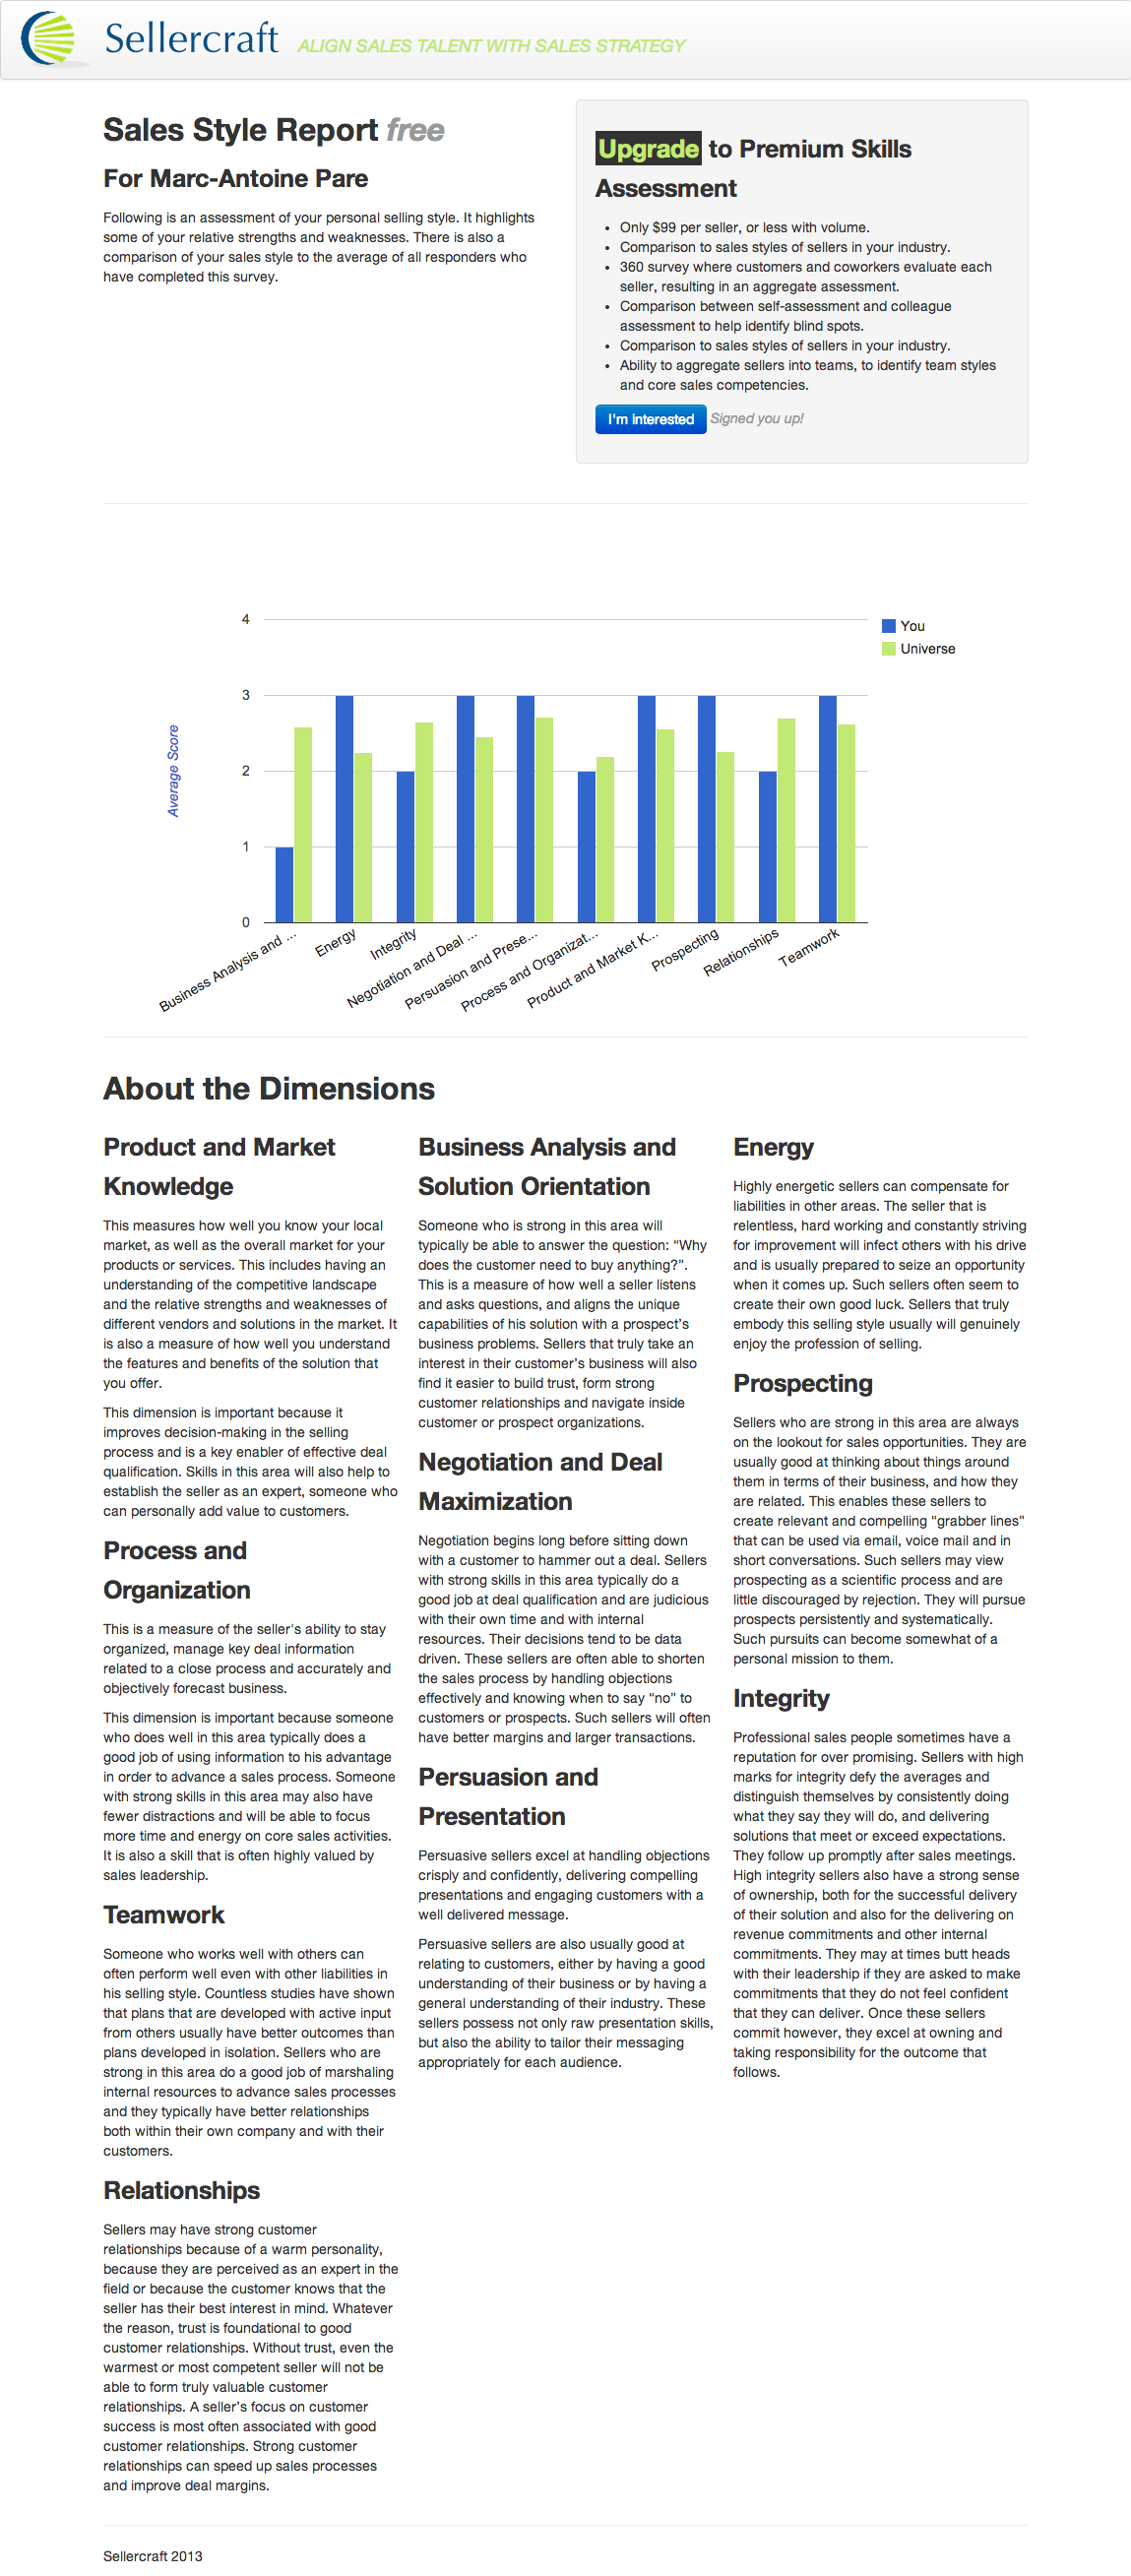 Sellercraft ALIGN SALES TALENT WITH SALES STRATEGY
Sales Style Report free
For Marc-Antoine Pare
Following is an assessment of your personal selling style. It highlights
some of your relative strengths and weaknesses. There is also a
comparison of your sales style to the average of all responders who
have completed this survey.
Upgrade to Premium Skills
Assessment
• Only $99 per seller, or less with volume.
• Comparison to sales styles of sellers in your industry.
• 360 survey where customers and coworkers evaluate each
seller, resulting in an aggregate assessment.
• Comparison between self-assessment and colleague
assessment to help identify blind spots.
• Comparison to sales styles of sellers in your industry.
• Ability to aggregate sellers into teams, to identify team styles
and core sales competencies.
I'm interested Signed you up!
4
3
2
1
0
Average Score
You
Universe
Business Analysis and ...
Energy
Integrity
Negotiation and Deal ...
Persuasion and Prese...
Process and Organizat...
Product and Market K...
Prospecting
Relationships
Teamwork
About the Dimensions
Product and Market
Knowledge
This measures how well you know your local
market, as well as the overall market for your
products or services. This includes having an
understanding of the competitive landscape
and the relative strengths and weaknesses of
different vendors and solutions in the market. It
is also a measure of how well you understand
the features and benefits of the solution that
you offer.
This dimension is important because it
improves decision-making in the selling
process and is a key enabler of effective deal
qualification. Skills in this area will also help to
establish the seller as an expert, someone who
can personally add value to customers.
Process and
Organization
This is a measure of the seller's ability to stay
organized, manage key deal information
related to a close process and accurately and
objectively forecast business.
This dimension is important because someone
who does well in this area typically does a
good job of using information to his advantage
in order to advance a sales process. Someone
with strong skills in this area may also have
fewer distractions and will be able to focus
more time and energy on core sales activities.
It is also a skill that is often highly valued by
sales leadership.
Teamwork
Someone who works well with others can
often perform well even with other liabilities in
his selling style. Countless studies have shown
that plans that are developed with active input
from others usually have better outcomes than
plans developed in isolation. Sellers who are
strong in this area do a good job of marshaling
internal resources to advance sales processes
and they typically have better relationships
both within their own company and with their
customers.
Relationships
Sellers may have strong customer
relationships because of a warm personality,
because they are perceived as an expert in the
field or because the customer knows that the
seller has their best interest in mind. Whatever
the reason, trust is foundational to good
customer relationships. Without trust, even the
warmest or most competent seller will not be
able to form truly valuable customer
relationships. A seller's focus on customer
success is most often associated with good
customer relationships. Strong customer
relationships can speed up sales processes
and improve deal margins.
Business Analysis and
Solution Orientation
Someone who is strong in this area will
typically be able to answer the question: “Why
does the customer need to buy anything?”.
This is a measure of how well a seller listens
and asks questions, and aligns the unique
capabilities of his solution with a prospect's
business problems. Sellers that truly take an
interest in their customer's business will also
find it easier to build trust, form strong
customer relationships and navigate inside
customer or prospect organizations.
Negotiation and Deal
Maximization
Negotiation begins long before sitting down
with a customer to hammer out a deal. Sellers
with strong skills in this area typically do a
good job at deal qualification and are judicious
with their own time and with internal
resources. Their decisions tend to be data
driven. These sellers are often able to shorten
the sales process by handling objections
effectively and knowing when to say “no” to
customers or prospects. Such sellers will often
have better margins and larger transactions.
Persuasion and
Presentation
Persuasive sellers excel at handling objections
crisply and confidently, delivering compelling
presentations and engaging customers with a
well delivered message.
Persuasive sellers are also usually good at
relating to customers, either by having a good
understanding of their business or by having a
general understanding of their industry. These
sellers possess not only raw presentation skills,
but also the ability to tailor their messaging
appropriately for each audience.
Energy
Highly energetic sellers can compensate for
liabilities in other areas. The seller that is
relentless, hard working and constantly striving
for improvement will infect others with his drive
and is usually prepared to seize an opportunity
when it comes up. Such sellers often seem to
create their own good luck. Sellers that truly
embody this selling style usually will genuinely
enjoy the profession of selling.
Prospecting
Sellers who are strong in this area are always
on the lookout for sales opportunities. They are
usually good at thinking about things around
them in terms of their business, and how they
are related. This enables these sellers to
create relevant and compelling “grabber lines”
that can be used via email, voice mail and in
short conversations. Such sellers may view
prospecting as a scientific process and are
little discouraged by rejection. They will pursue
prospects persistently and systematically.
Such pursuits can become somewhat of a
personal mission to them.
Integrity
Professional sales people sometimes have a
reputation for over promising. Sellers with high
marks for integrity defy the averages and
distinguish themselves by consistently doing
what they say they will do, and delivering
solutions that meet or exceed expectations.
They follow up promptly after sales meetings.
High integrity sellers also have a strong sense
of ownership, both for the successful delivery
of their solution and also for the delivering on
revenue commitments and other internal
commitments. They may at times butt heads
with their leadership if they are asked to make
commitments that they do not feel confident
that they can deliver. Once these sellers
commit however, they excel at owning and
taking responsibility for the outcome that
follows.
Sellercraft 2013